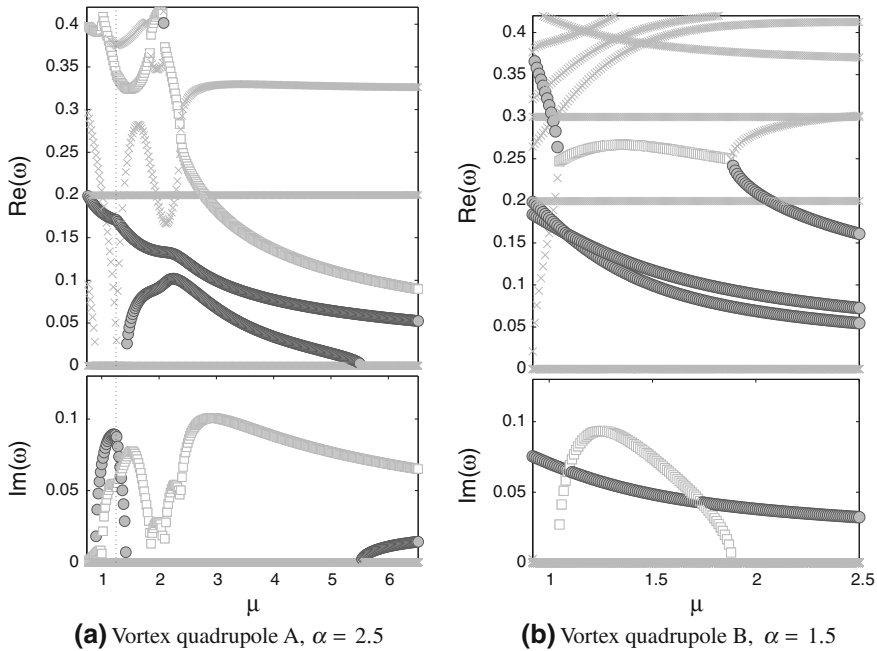 0.4
0.35
0.3
0.25
0.2
0.15
0.1
0.05
0
Re(ω)
0.1
0.05
0
Im(ω)
1 2 3 4 5 6
μ
(a) Vortex quadrupole A, α = 2.5
0.4
0.35
0.3
0.25
0.2
0.15
0.1
0.05
0
Re(ω)
0.1
0.05
0
Im(ω)
1 1.5 2 2.5
μ
(b) Vortex quadrupole B, α = 1.5